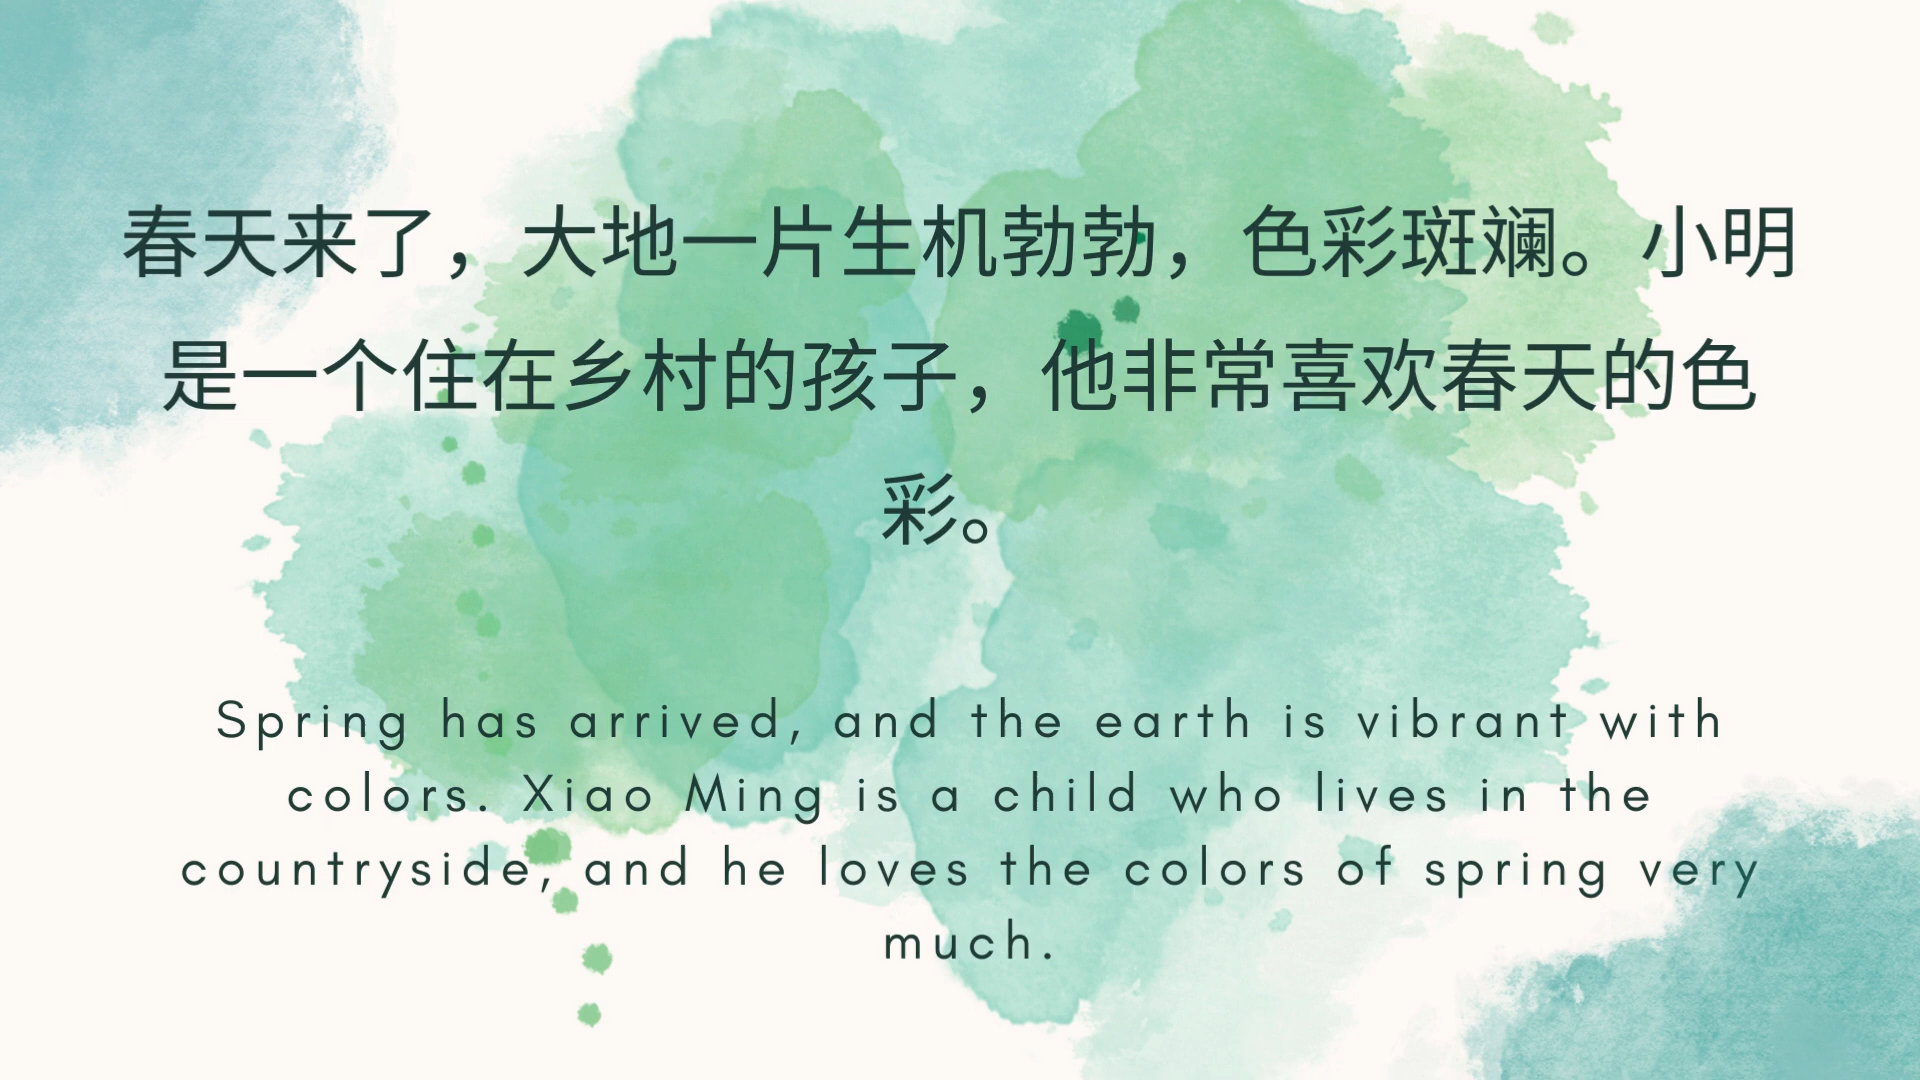 春天来了，大地一片生机勃勃，色彩斑斓。小明
是一个住在乡村的孩子，他非常喜欢春天的色
彩。
Spring has arrived, and the earth is vibrant with
colors. Xiao Ming is a child who lives in the
countryside, and he loves the colors of spring very
much.